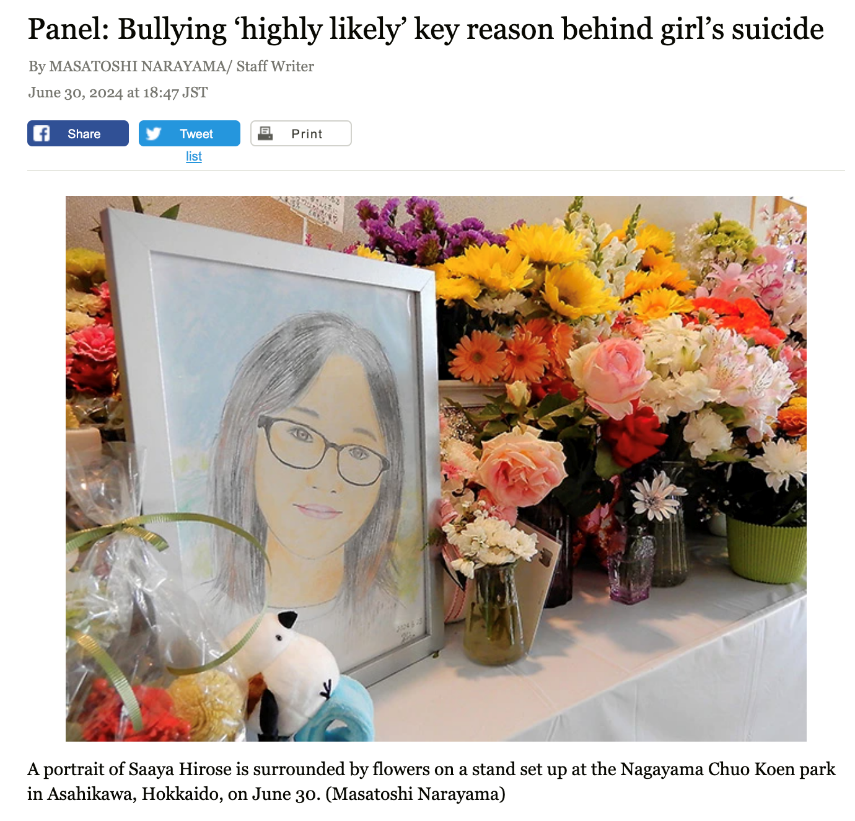 Panel: Bullying ‘highly likely’ key reason behind girl’s suicide
By MASATOSHI NARAYAMA/ Staff Writer
June 30, 2024 at 18:47 JST
Share
Tweet
Print
list
A portrait of Saaya Hirose is surrounded by flowers on a stand set up at the Nagayama Chuo Koen park
in Asahikawa, Hokkaido, on June 30. (Masatoshi Narayama)